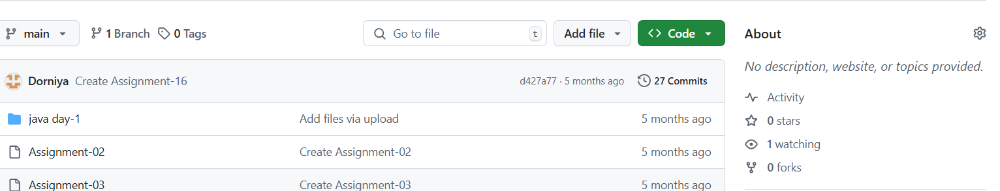 main 1 Branch 0 Tags Go to file t Add file Code
Dorniya Create Assignment-16 d427a77 · 5 months ago 27 Commits
java day-1 Add files via upload 5 months ago
Assignment-02 Create Assignment-02 5 months ago
Assignment-03 Create Assignment-03 5 months ago
About
No description, website, or topics provided.
Activity
0 stars
1 watching
0 forks